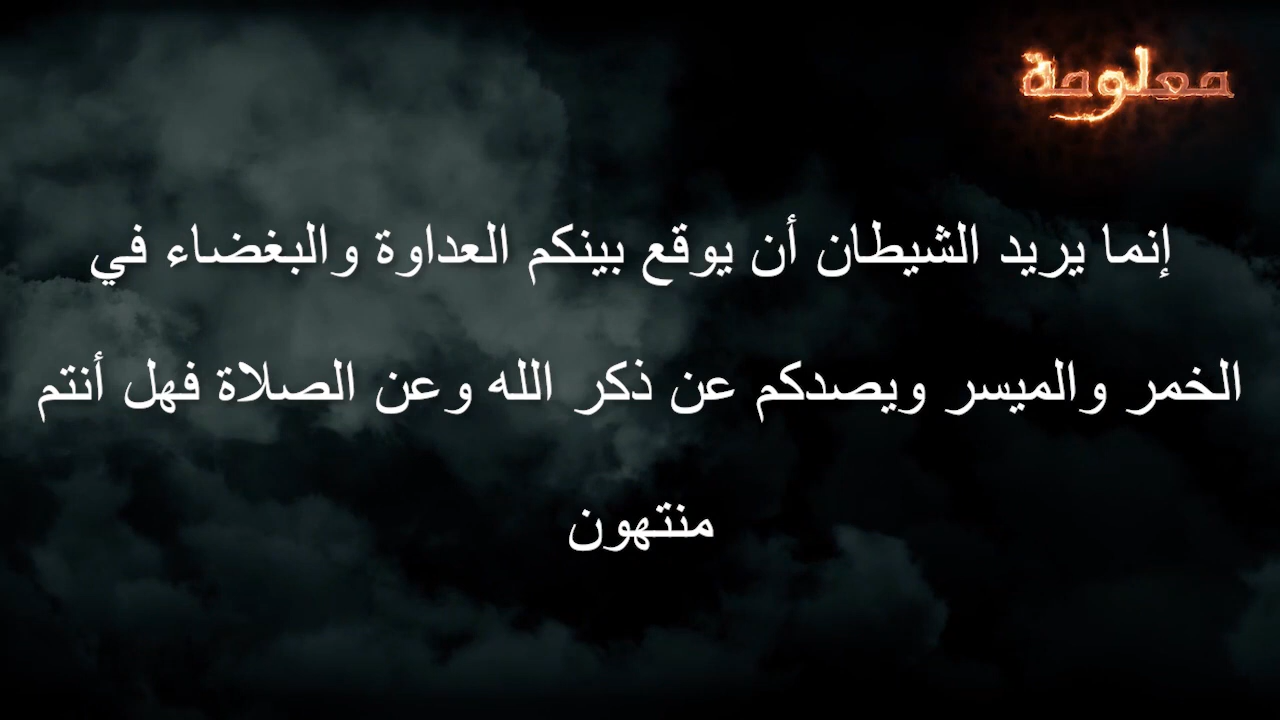 معلومة
إنما يريد الشيطان أن يوقع بينكم العداوة والبغضاء في
الخمر والميسر ويصدكم عن ذكر الله وعن الصلاة فهل أنتم
منتهون